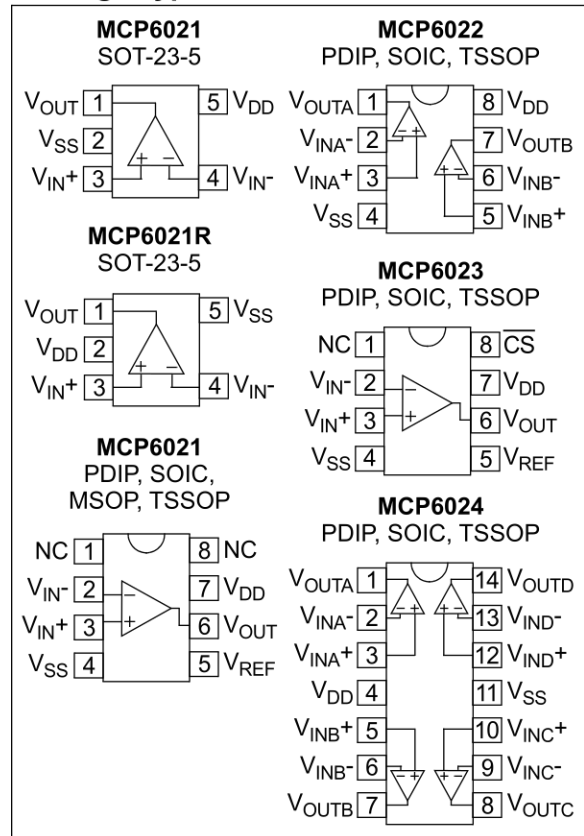 MCP6021
SOT-23-5
VOUT 1 5 VDD
VSS 2
VIN+ 3 4 VIN-
+ −
MCP6021R
SOT-23-5
VOUT 1 5 VSS
VDD 2
VIN+ 3 4 VIN-
+ −
MCP6021
PDIP, SOIC,
MSOP, TSSOP
NC 1 8 NC
VIN- 2 − 7 VDD
VIN+ 3 + 6 VOUT
VSS 4 5 VREF
MCP6022
PDIP, SOIC, TSSOP
VOUTA 1 8 VDD
VINA- 2 - + 7 VOUTB
VINA+ 3 + - 6 VINB-
VSS 4 5 VINB+
MCP6023
PDIP, SOIC, TSSOP
NC 1 8 C̅S̅
VIN- 2 − 7 VDD
VIN+ 3 + 6 VOUT
VSS 4 5 VREF
MCP6024
PDIP, SOIC, TSSOP
VOUTA 1 14 VOUTD
VINA- 2 - + + - 13 VIND-
VINA+ 3 12 VIND+
VDD 4 11 VSS
VINB+ 5 10 VINC+
VINB- 6 - + + - 9 VINC-
VOUTB 7 8 VOUTC